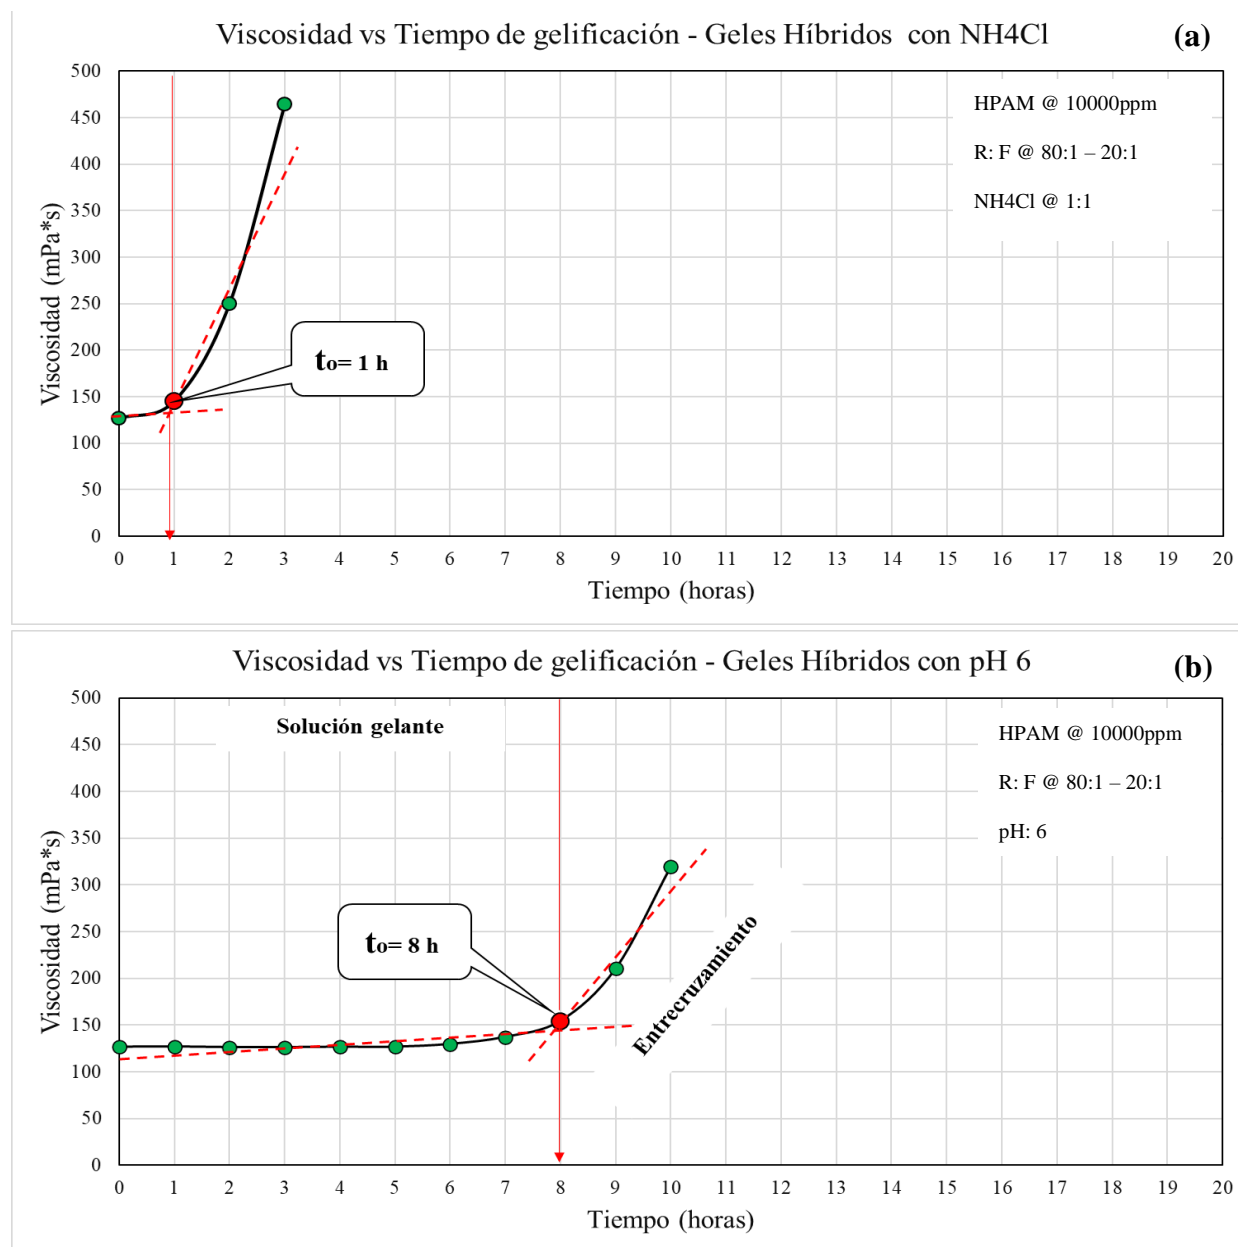 Viscosidad vs Tiempo de gelificación - Geles Híbridos con NH4Cl
(a)
500
450
400
350
300
250
200
150
100
50
0
Viscosidad (mPa*s)
HPAM @ 10000ppm
R: F @ 80:1 – 20:1
NH4Cl @ 1:1
to= 1 h
0 1 2 3 4 5 6 7 8 9 10 11 12 13 14 15 16 17 18 19 20
Tiempo (horas)
Viscosidad vs Tiempo de gelificación - Geles Híbridos con pH 6
(b)
500
450
400
350
300
250
200
150
100
50
0
Viscosidad (mPa*s)
Solución gelante
HPAM @ 10000ppm
R: F @ 80:1 – 20:1
pH: 6
to= 8 h
Entrecruzamiento
0 1 2 3 4 5 6 7 8 9 10 11 12 13 14 15 16 17 18 19 20
Tiempo (horas)